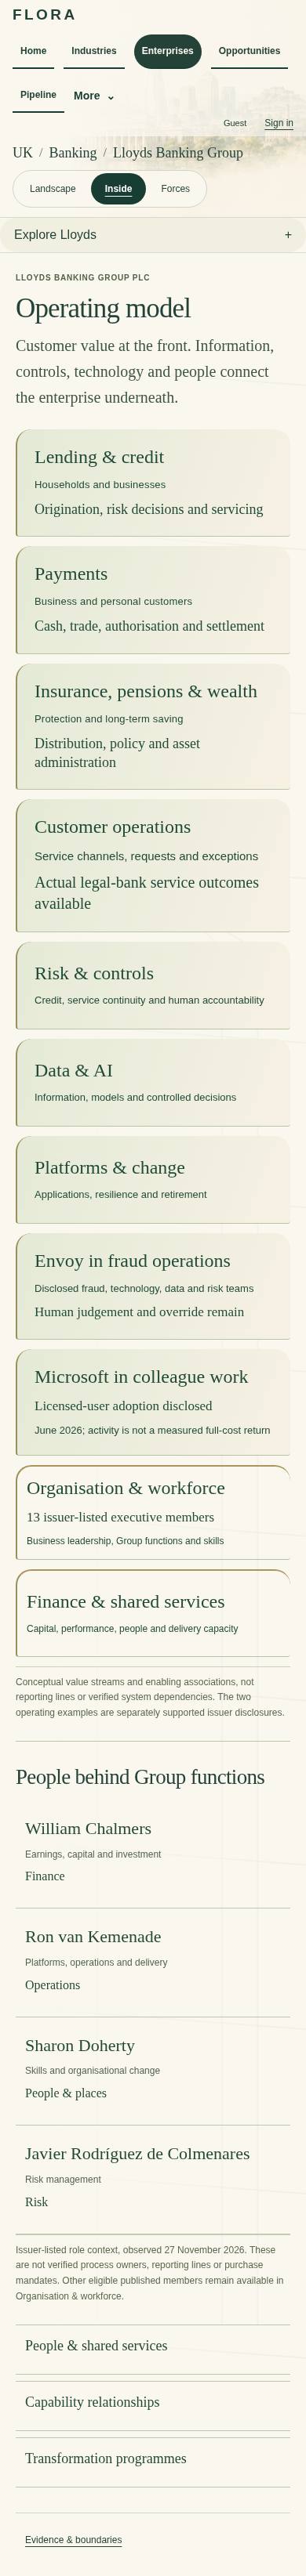 FLORA
Home Industries Enterprises Opportunities
Pipeline More
Guest Sign in
UK / Banking / Lloyds Banking Group
Landscape Inside Forces
Explore Lloyds +
LLOYDS BANKING GROUP PLC
Operating model
Customer value at the front. Information,
controls, technology and people connect
the enterprise underneath.
Lending & credit
Households and businesses
Origination, risk decisions and servicing
Payments
Business and personal customers
Cash, trade, authorisation and settlement
Insurance, pensions & wealth
Protection and long-term saving
Distribution, policy and asset
administration
Customer operations
Service channels, requests and exceptions
Actual legal-bank service outcomes
available
Risk & controls
Credit, service continuity and human accountability
Data & AI
Information, models and controlled decisions
Platforms & change
Applications, resilience and retirement
Envoy in fraud operations
Disclosed fraud, technology, data and risk teams
Human judgement and override remain
Microsoft in colleague work
Licensed-user adoption disclosed
June 2026; activity is not a measured full-cost return
Organisation & workforce
13 issuer-listed executive members
Business leadership, Group functions and skills
Finance & shared services
Capital, performance, people and delivery capacity
Conceptual value streams and enabling associations, not
reporting lines or verified system dependencies. The two
operating examples are separately supported issuer disclosures.
People behind Group functions
William Chalmers
Earnings, capital and investment
Finance
Ron van Kemenade
Platforms, operations and delivery
Operations
Sharon Doherty
Skills and organisational change
People & places
Javier Rodríguez de Colmenares
Risk management
Risk
Issuer-listed role context, observed 27 November 2026. These
are not verified process owners, reporting lines or purchase
mandates. Other eligible published members remain available in
Organisation & workforce.
People & shared services
Capability relationships
Transformation programmes
Evidence & boundaries